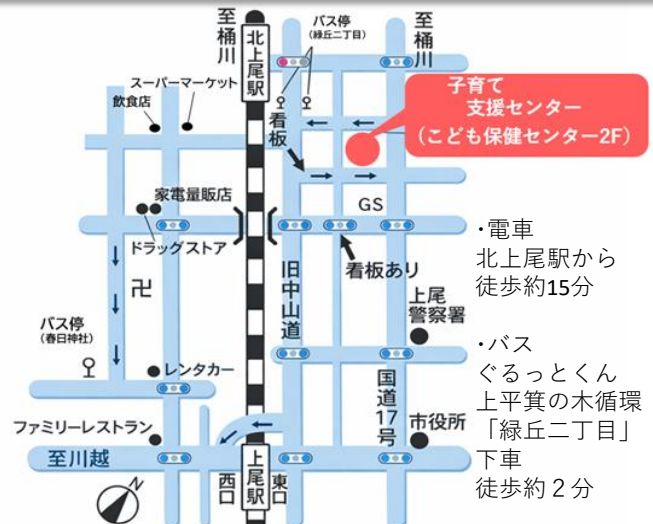 至桶川
北上尾駅
バス停
(緑丘二丁目)
至桶川
スーパーマーケット
飲食店
看板
子育て
支援センター
(こども保健センター2F)
家電量販店
GS
ドラッグストア
看板あり
卍
旧中山道
上尾
警察署
バス停
(春日神社)
レンタカー
国道17号
ファミリーレストラン
市役所
至川越
西口
上尾駅
東口
N
・電車
北上尾駅から
徒歩約15分
・バス
ぐるっとくん
上平箕の木循環
「緑丘二丁目」
下車
徒歩約２分